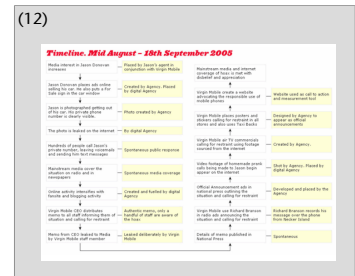 (12)
Timeline. Mid August – 18th September 2005
Media interest in Jason Donovan
increases
Placed by Jason's agent in
conjunction with Virgin Mobile
Jason Donovan places ads online
selling his car. He also puts a For
Sale sign in the car window
Created by Agency. Placed
by digital Agency
Jason is photographed getting out
of his car. His private phone
number is clearly visible.
Photo created by Agency
The photo is leaked on the internet
By digital Agency
Hundreds of people call Jason's
private number, leaving voicemails
and sending him text messages
Spontaneous public response
Mainstream media cover the
situation on radio and in
newspapers
Spontaneous media coverage
Online activity intensifies with
fansite and blogging activity
Created and fuelled by digital
Agency
Virgin Mobile CEO distributes
memo to all staff informing them of
situation and calling for restraint
Authentic memo, only a
handful of staff are aware of
the hoax
Memo from CEO leaked to Media
by Virgin Mobile staff member
Leaked deliberately by Virgin
Mobile
Mainstream media and internet
coverage of hoax is met with
disbelief and appreciation
Virgin Mobile create a website
advocating the responsible use of
mobile phones
Website used as call to action
and measurement tool
Virgin Mobile places posters and
stickers calling for restraint in all
stores and also uses Taxi Backs
Designed by Agency to
appear as official
announcements
Virgin Mobile air TV commercials
calling for restraint using footage
sourced from the internet
Created by Agency.
Video footage of homemade prank
calls being made to Jason begin
appear on the internet
Shot by Agency. Placed by
digital Agency
Official Announcement ads in
national press outlining the
situation and calling for restraint
Developed and placed by the
Agency
Virgin Mobile use Richard Branson
in radio ads announcing the
situation and calling for restraint
Richard Branson records his
message over the phone
from Necker Island
Details of memo published in
National Press
Spontaneous